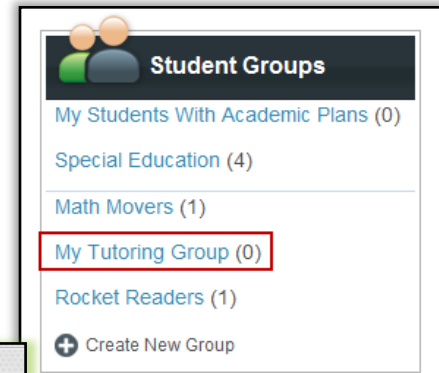 Student Groups
My Students With Academic Plans (0)
Special Education (4)
Math Movers (1)
My Tutoring Group (0)
Rocket Readers (1)
Create New Group